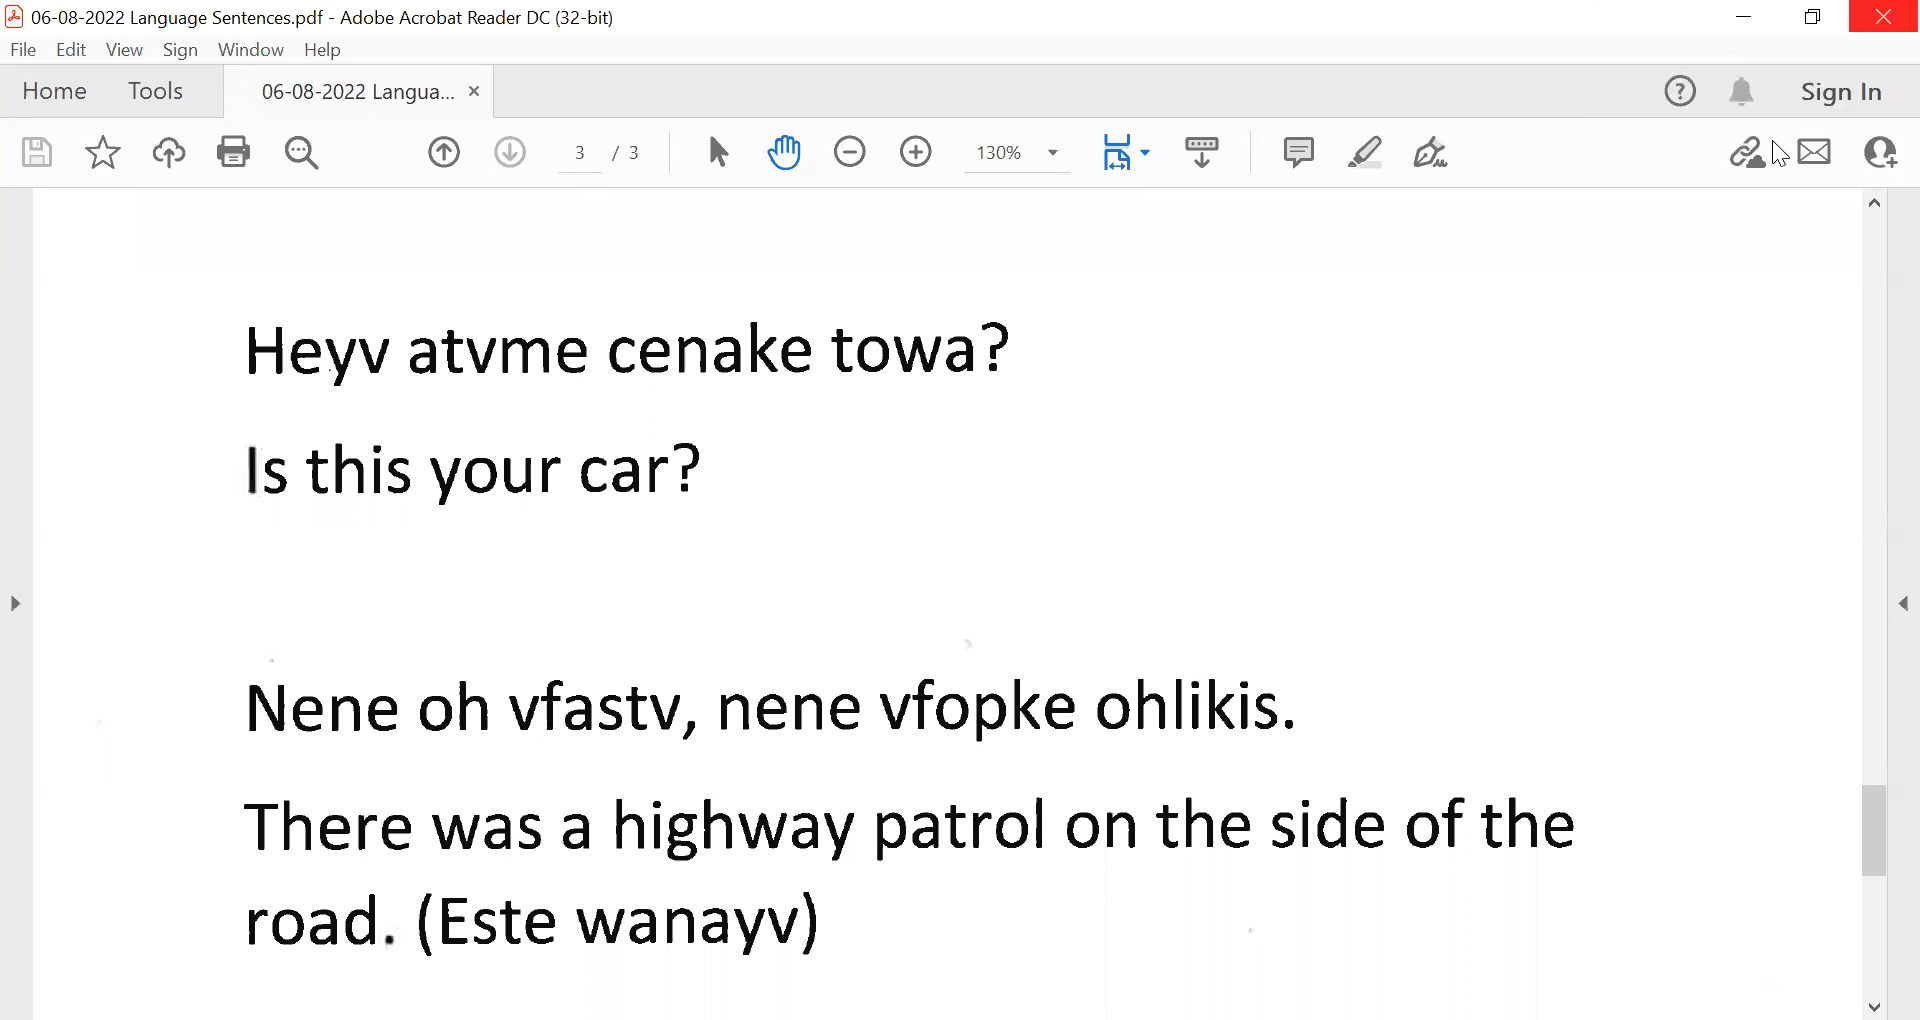 06-08-2022 Language Sentences.pdf - Adobe Acrobat Reader DC (32-bit)
File Edit View Sign Window Help
Home Tools 06-08-2022 Langua... × Sign In
3 / 3 130%
Heyv atvme cenake towa?
Is this your car?
Nene oh vfastv, nene vfopke ohlikis.
There was a highway patrol on the side of the
road. (Este wanayv)